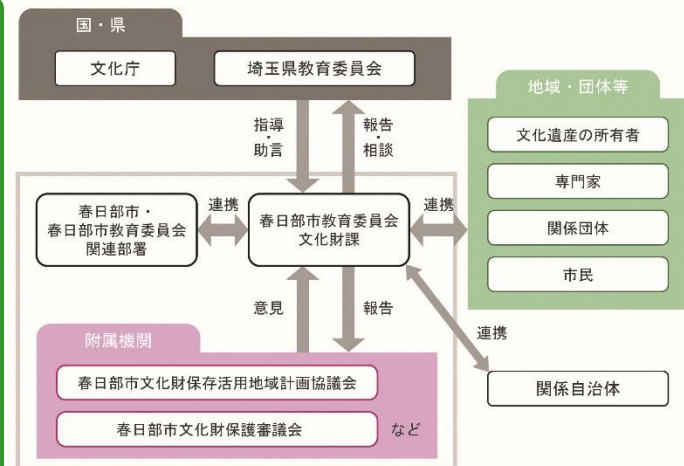 国・県
文化庁
埼玉県教育委員会
地域・団体等
文化遺産の所有者
専門家
関係団体
市民
指導・助言
報告・相談
春日部市・
春日部市教育委員会
関連部署
連携
春日部市教育委員会
文化財課
連携
意見
報告
連携
関係自治体
附属機関
春日部市文化財保存活用地域計画協議会
春日部市文化財保護審議会
など